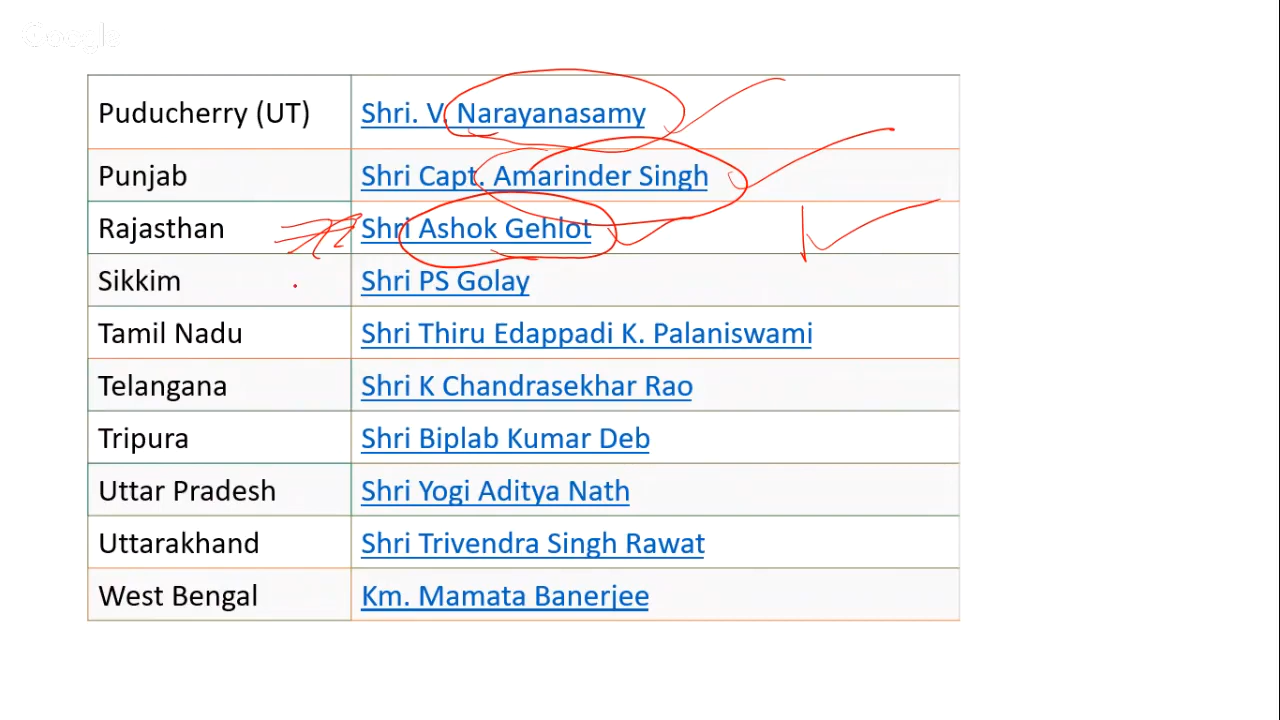 Google
Puducherry (UT) Shri. V. Narayanasamy
Punjab Shri Capt. Amarinder Singh
Rajasthan Shri Ashok Gehlot
Sikkim Shri PS Golay
Tamil Nadu Shri Thiru Edappadi K. Palaniswami
Telangana Shri K Chandrasekhar Rao
Tripura Shri Biplab Kumar Deb
Uttar Pradesh Shri Yogi Aditya Nath
Uttarakhand Shri Trivendra Singh Rawat
West Bengal Km. Mamata Banerjee